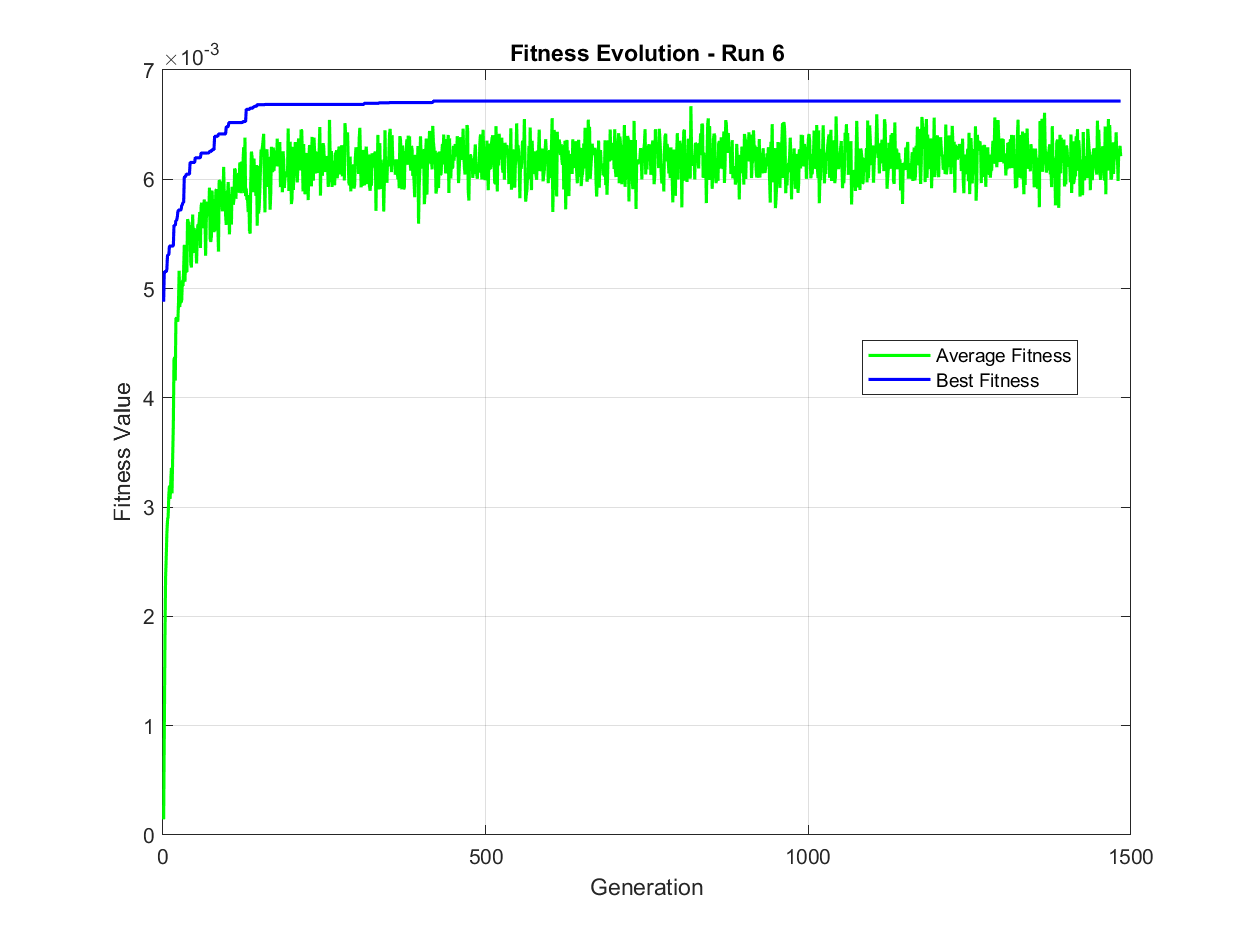 Fitness Evolution - Run 6
×10-3
7
6
5
4
3
2
1
0
Fitness Value
Average Fitness
Best Fitness
0 500 1000 1500
Generation